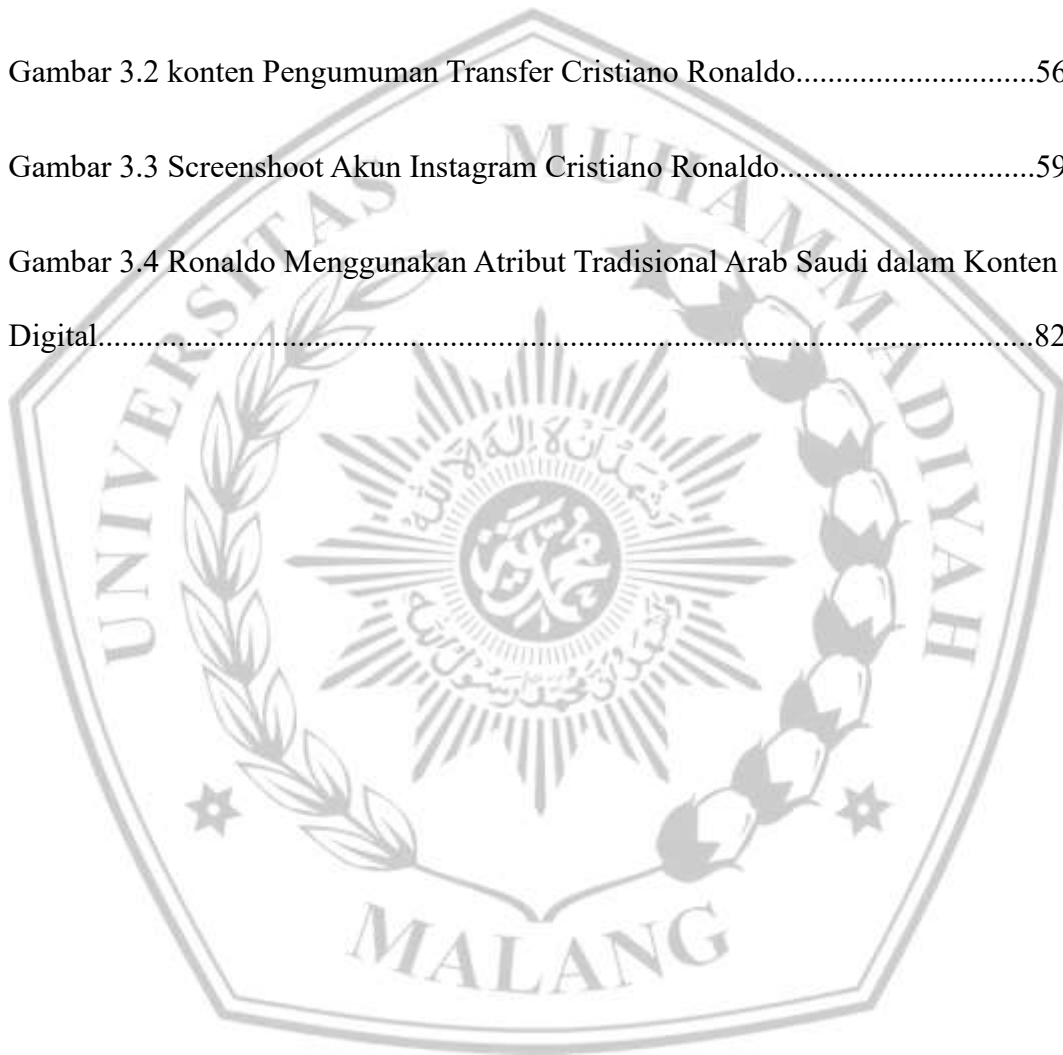 Gambar 3.2 konten Pengumuman Transfer Cristiano Ronaldo.............................56
Gambar 3.3 Screenshoot Akun Instagram Cristiano Ronaldo...............................59
Gambar 3.4 Ronaldo Menggunakan Atribut Tradisional Arab Saudi dalam Konten
Digital..................................................................................................................82
UNIVERSITAS MUHAMMADIYAH
MALANG